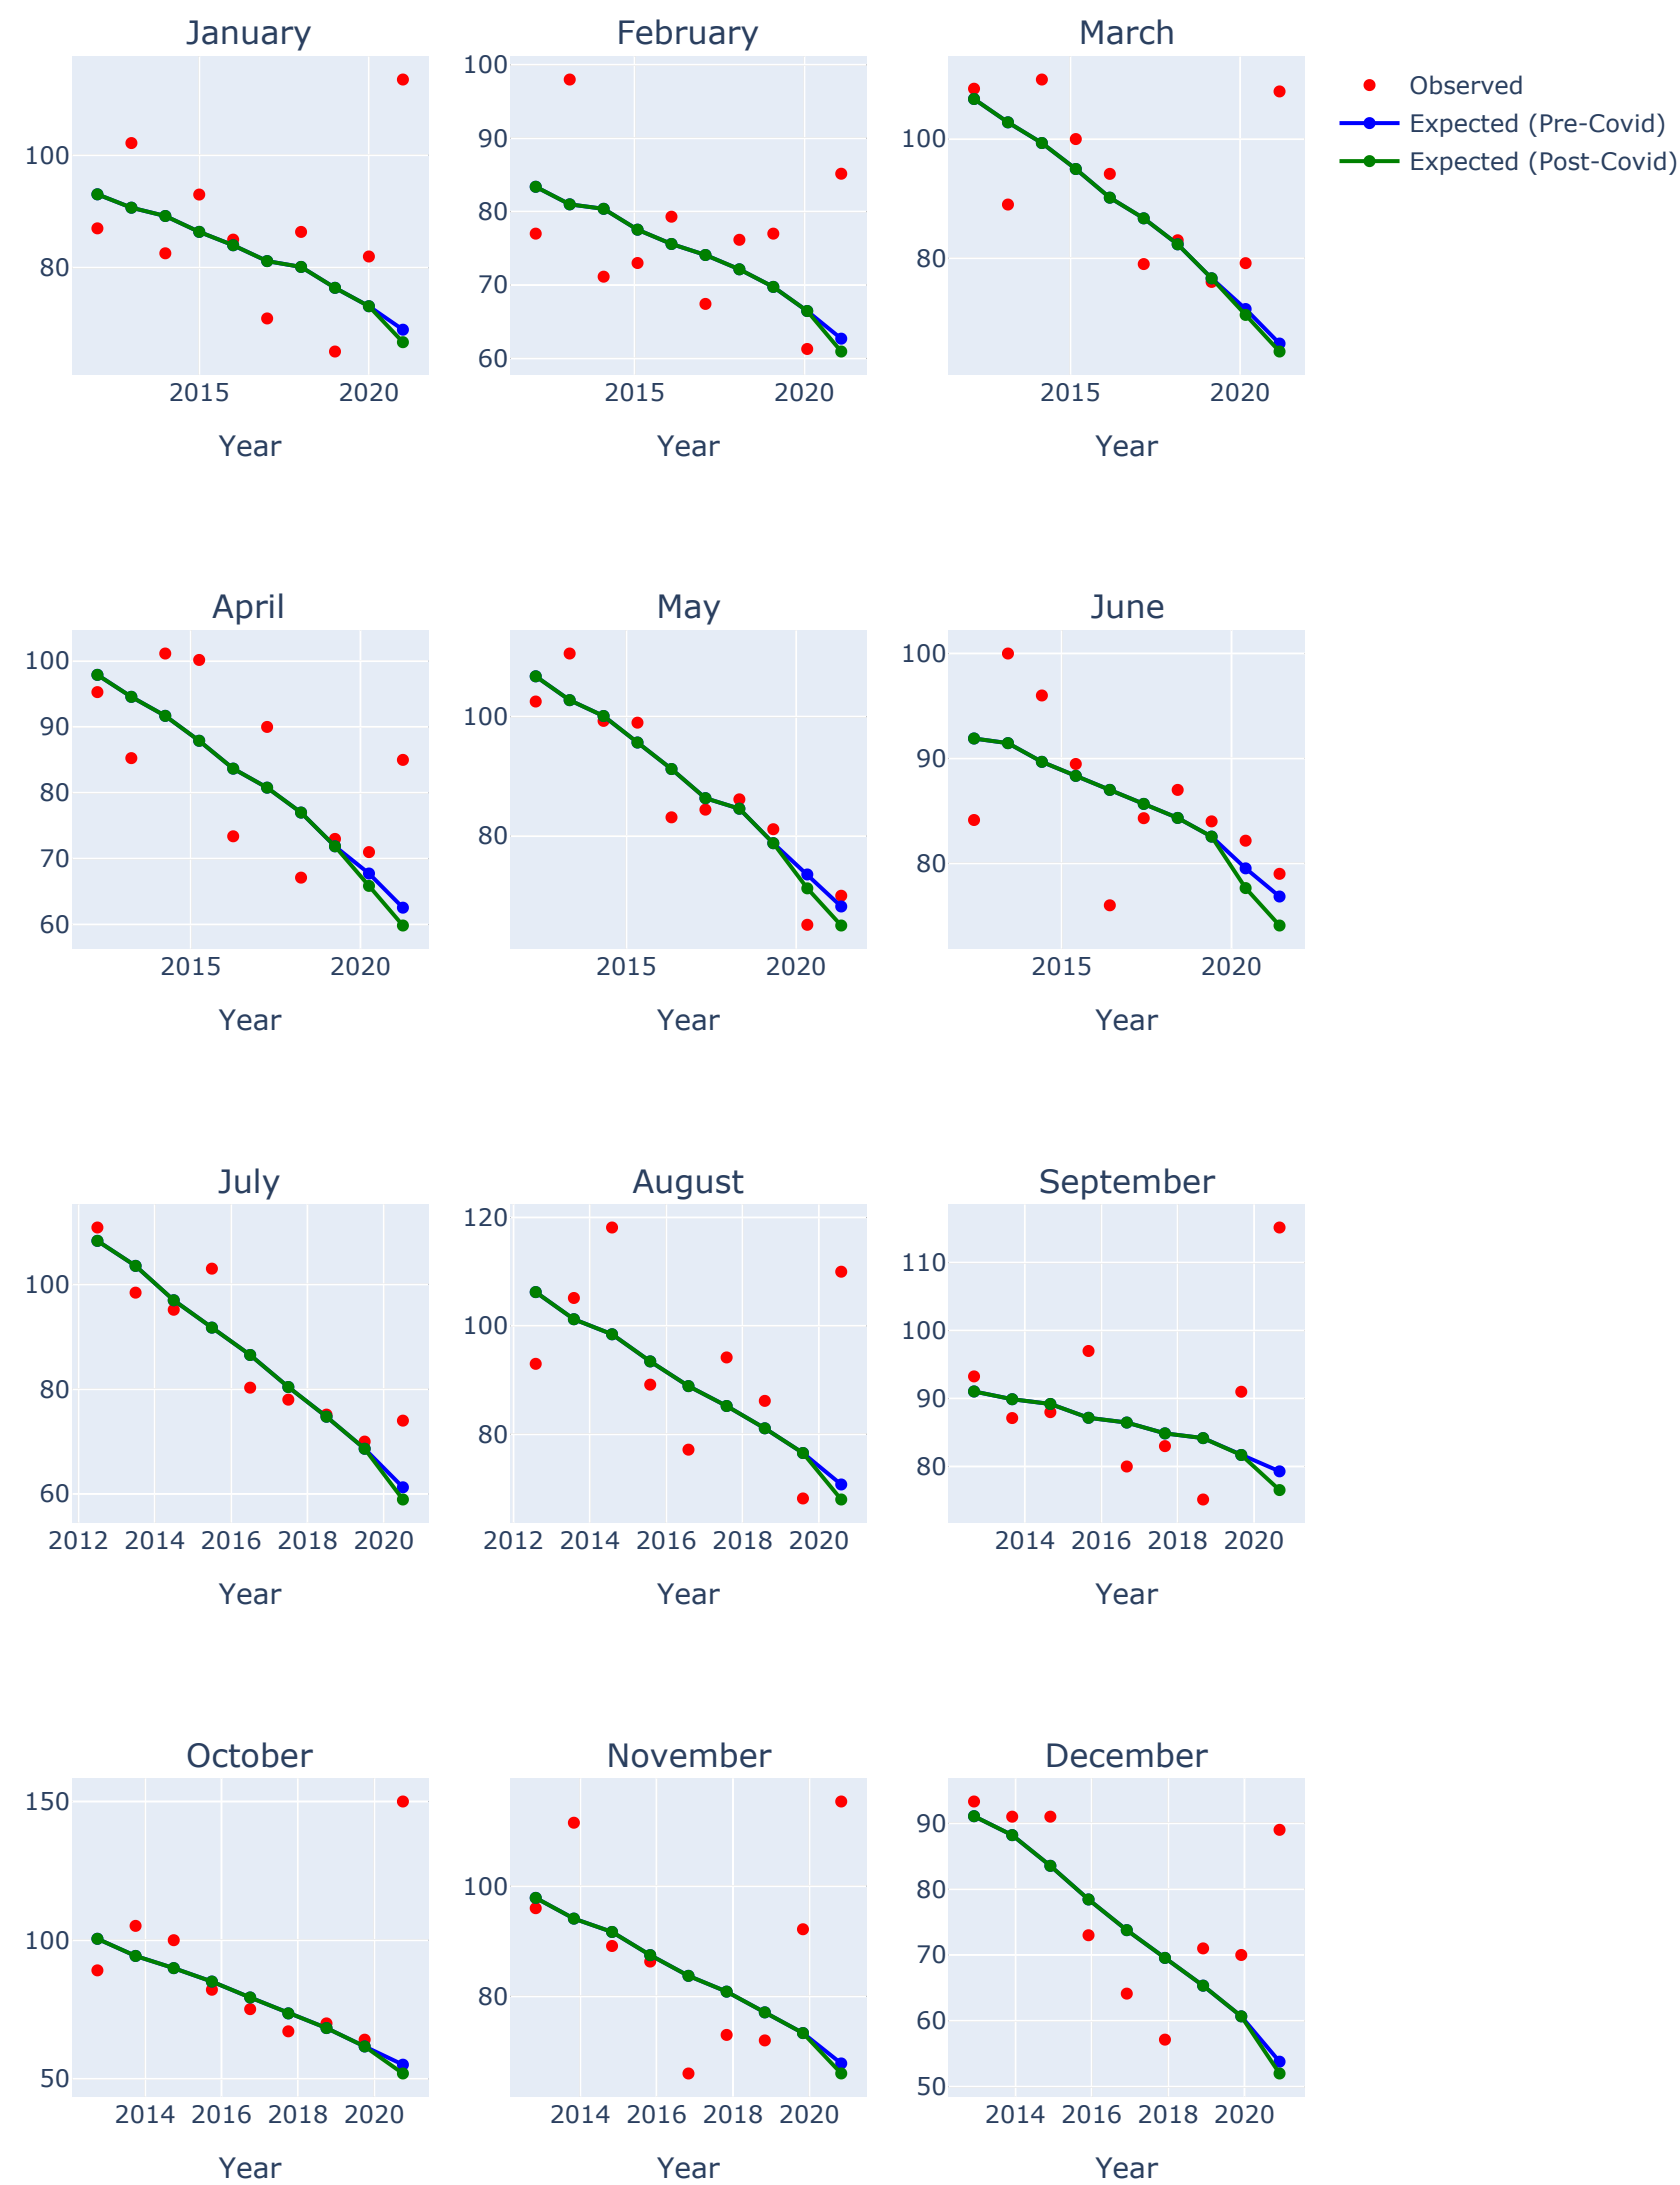 January
February
March
100
80
100
90
80
70
60
100
80
Observed
Expected (Pre-Covid)
Expected (Post-Covid)
2015
2020
2015
2020
2015
2020
Year
Year
Year
April
May
June
100
90
80
70
60
100
80
100
90
80
2015
2020
2015
2020
2015
2020
Year
Year
Year
July
August
September
100
80
60
120
100
80
110
100
90
80
2012
2014
2016
2018
2020
2012
2014
2016
2018
2020
2014
2016
2018
2020
Year
Year
Year
October
November
December
150
100
50
100
80
90
80
70
60
50
2014
2016
2018
2020
2014
2016
2018
2020
2014
2016
2018
2020
Year
Year
Year